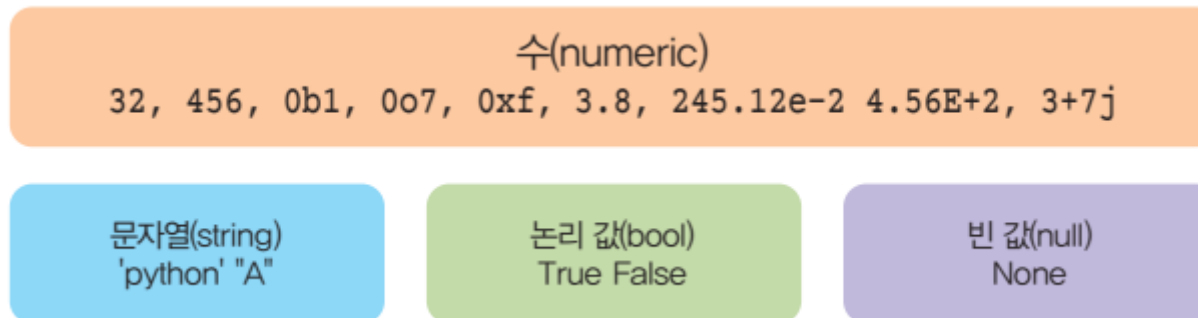 수(numeric)
32, 456, 0b1, 0o7, 0xf, 3.8, 245.12e-2 4.56E+2, 3+7j
문자열(string)
'python' "A"
논리 값(bool)
True False
빈 값(null)
None